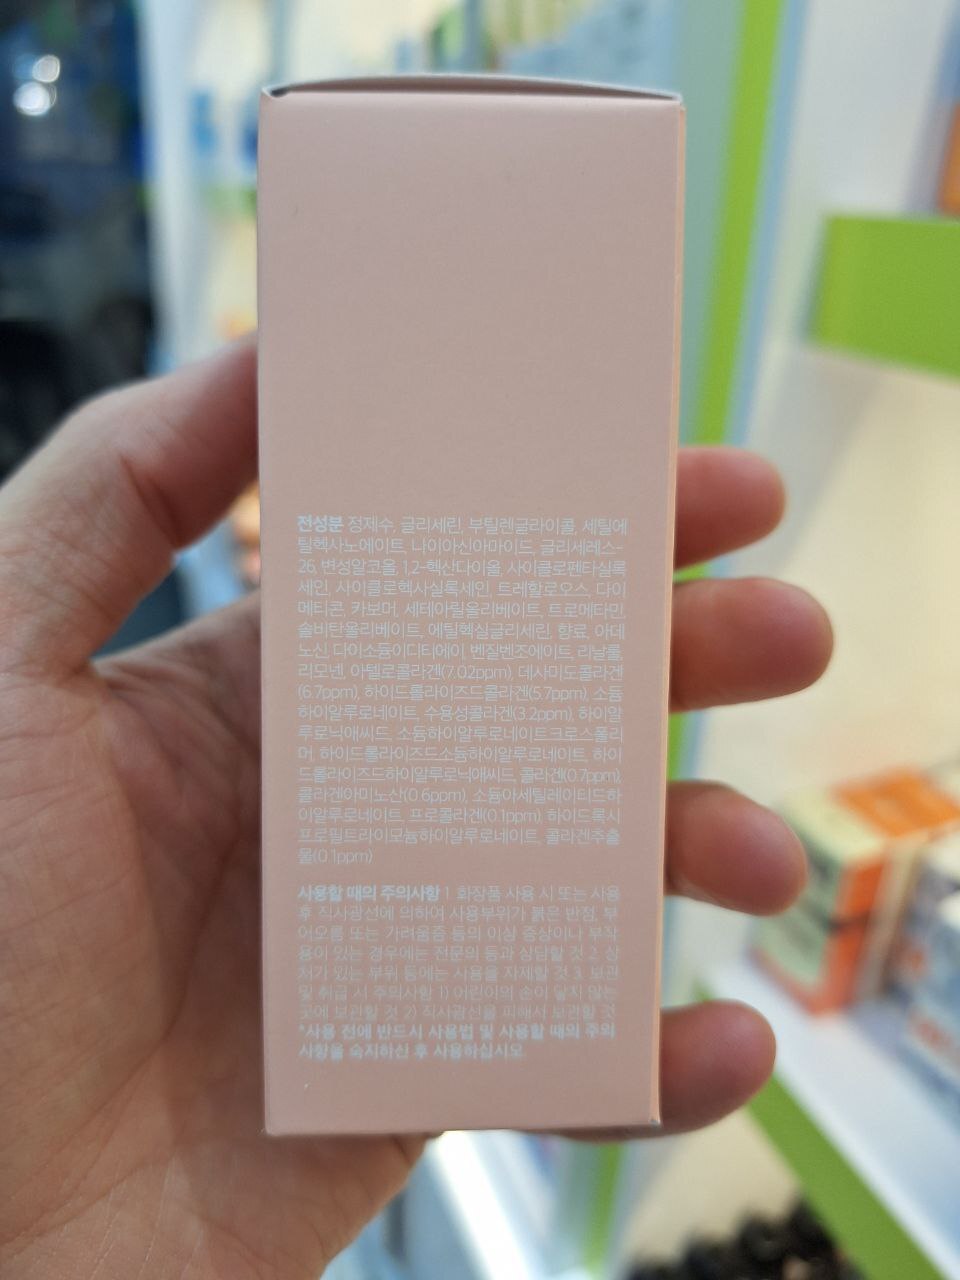 전성분 정제수, 글리세린, 부틸렌글라이콜, 세틸에
틸헥사노에이트, 나이아신아마이드, 글리세레스-
26, 변성알코올, 1,2-헥산다이올, 사이클로펜타실록
세인, 사이클로헥사실록세인, 트레할로오스, 다이
메티콘, 카보머, 세테아릴올리베이트, 트로메타민,
솔비탄올리베이트, 에틸헥실글리세린, 향료, 아데
노신, 다이소듐이디티에이, 벤질벤조에이트, 리날룰,
리모넨, 아텔로콜라겐(7.02ppm), 데사미도콜라겐
(6.7ppm), 하이드롤라이즈드콜라겐(5.7ppm), 소듐
하이알루로네이트, 수용성콜라겐(3.2ppm), 하이알
루로닉애씨드, 소듐하이알루로네이트크로스폴리
머, 하이드롤라이즈드소듐하이알루로네이트, 하이
드롤라이즈드하이알루로닉애씨드, 콜라겐(0.7ppm),
콜라겐아미노산(0.6ppm), 소듐아세틸레이티드하
이알루로네이트, 프로콜라겐(0.1ppm), 하이드록시
프로필트라이모늄하이알루로네이트, 콜라겐추출
물(0.1ppm)
사용할 때의 주의사항 1. 화장품 사용 시 또는 사용
후 직사광선에 의하여 사용부위가 붉은 반점, 부
어오름 또는 가려움증 등의 이상 증상이나 부작
용이 있는 경우에는 전문의 등과 상담할 것 2. 상
처가 있는 부위 등에는 사용을 자제할 것 3. 보관
및 취급 시 주의사항 1) 어린이의 손이 닿지 않는
곳에 보관할 것 2) 직사광선을 피해서 보관할 것
*사용 전에 반드시 사용법 및 사용할 때의 주의
사항을 숙지하신 후 사용하십시오.